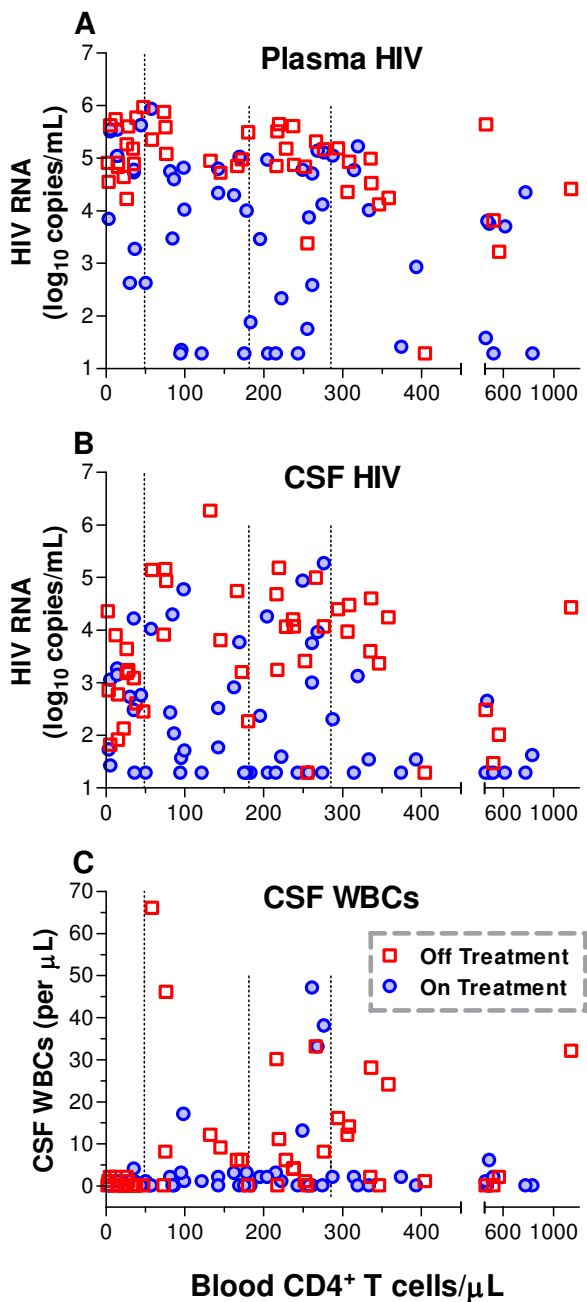 A
Plasma HIV
HIV RNA
(log₁₀ copies/mL)
7
6
5
4
3
2
1
0 100 200 300 400 600 1000
B
CSF HIV
HIV RNA
(log₁₀ copies/mL)
7
6
5
4
3
2
1
0 100 200 300 400 600 1000
C
CSF WBCs
CSF WBCs (per µL)
70
60
50
40
30
20
10
0
Off Treatment
On Treatment
0 100 200 300 400 600 1000
Blood CD4⁺ T cells/µL